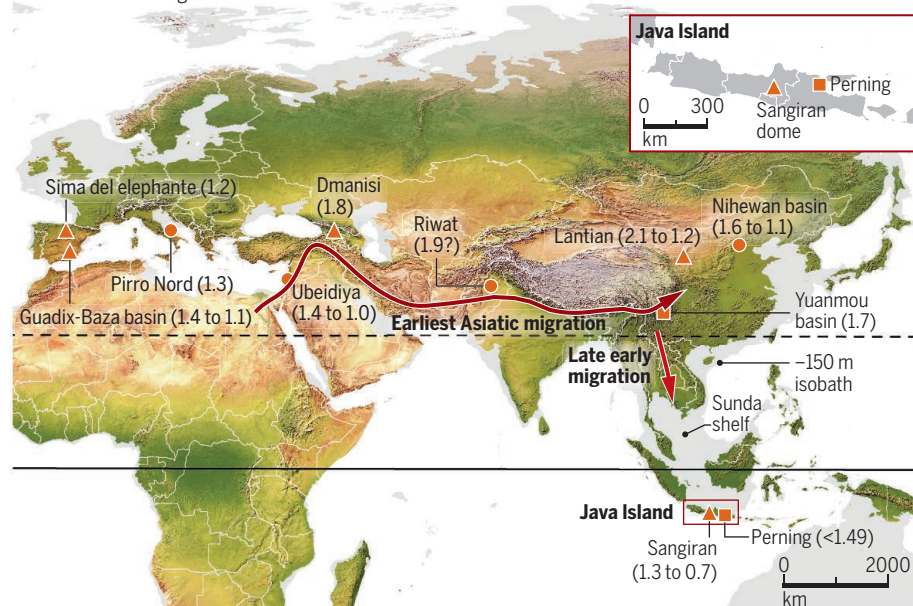 Java Island
Perning
Sangiran
dome
0 300
km
Sima del elephante (1.2)
Dmanisi
(1.8)
Riwat
(1.9?)
Lantian (2.1 to 1.2)
Nihewan basin
(1.6 to 1.1)
Pirro Nord (1.3)
Guadix-Baza basin (1.4 to 1.1)
Ubeidiya
(1.4 to 1.0)
Earliest Asiatic migration
Yuanmou
basin (1.7)
Late early
migration
–150 m
isobath
Sunda
shelf
Java Island
Perning (<1.49)
Sangiran
(1.3 to 0.7)
0 2000
km